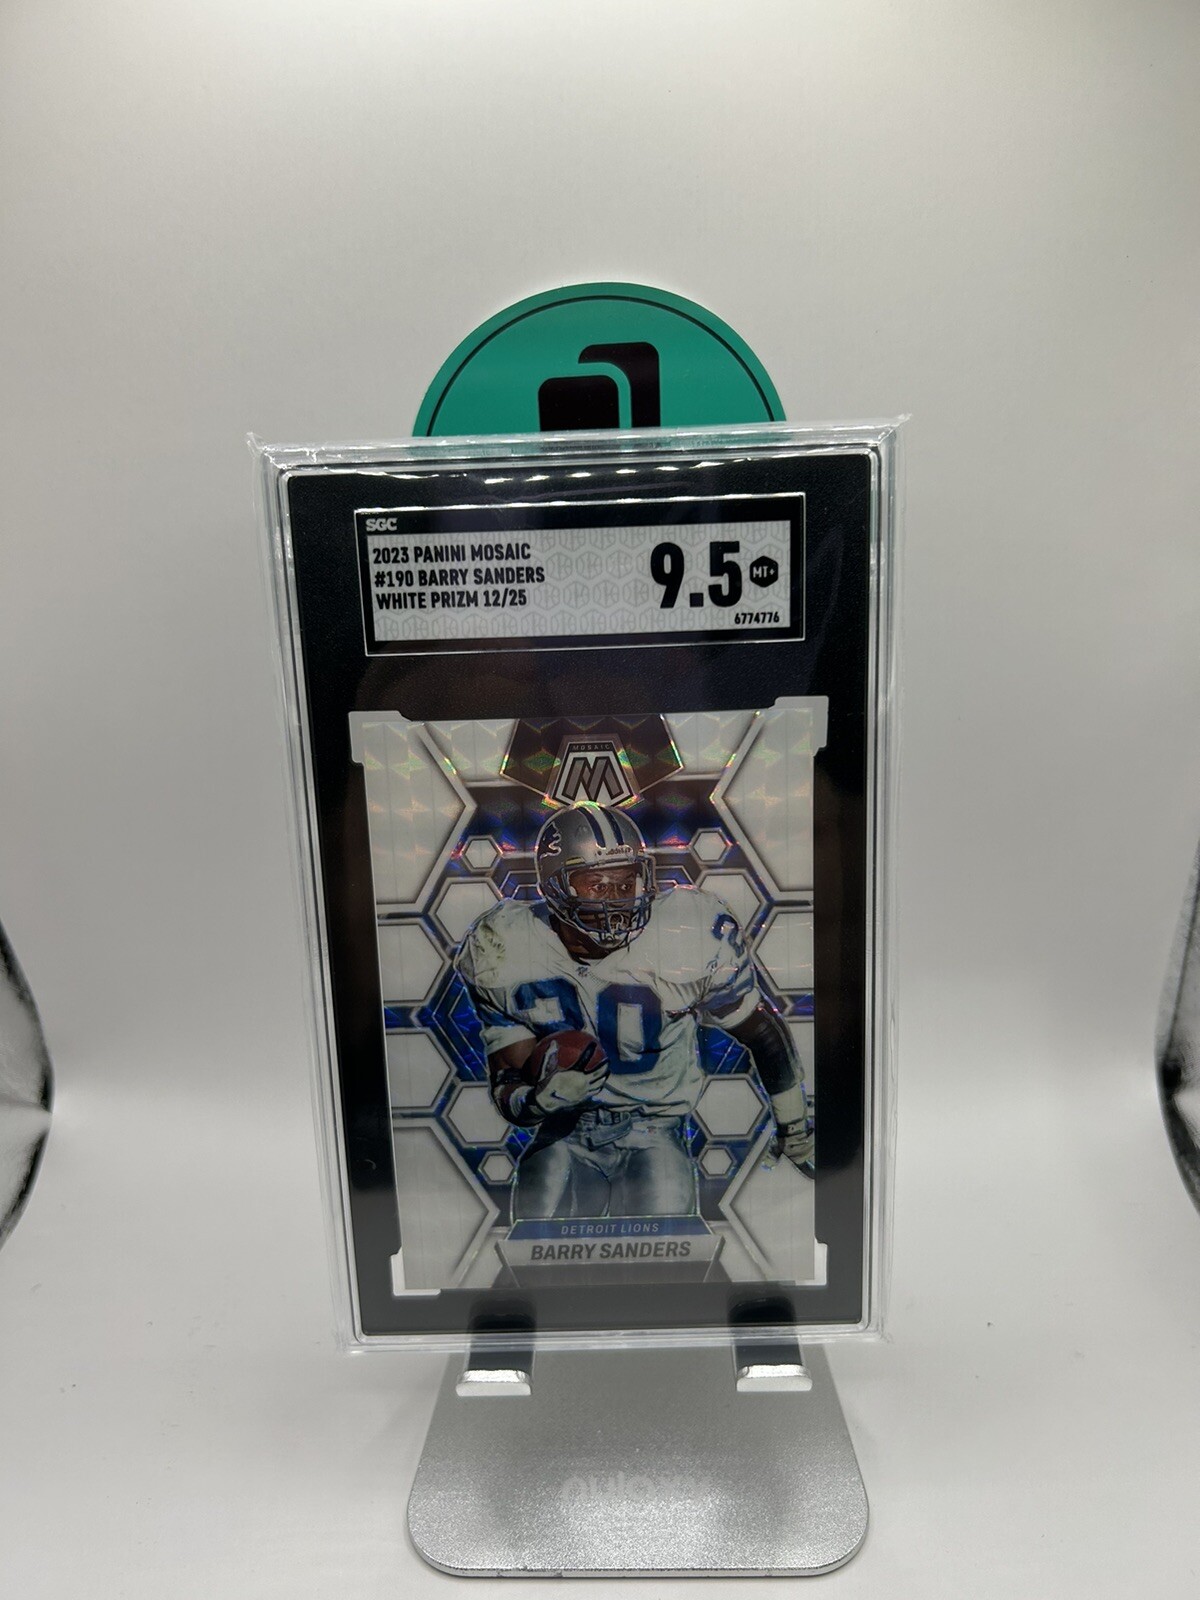 SGC
2023 PANINI MOSAIC
#190 BARRY SANDERS
WHITE PRIZM 12/25
9.5
MT+
6774776
MOSAIC
M
20
DETROIT LIONS
BARRY SANDERS